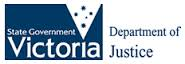 State Government
Victoria
Department of
Justice